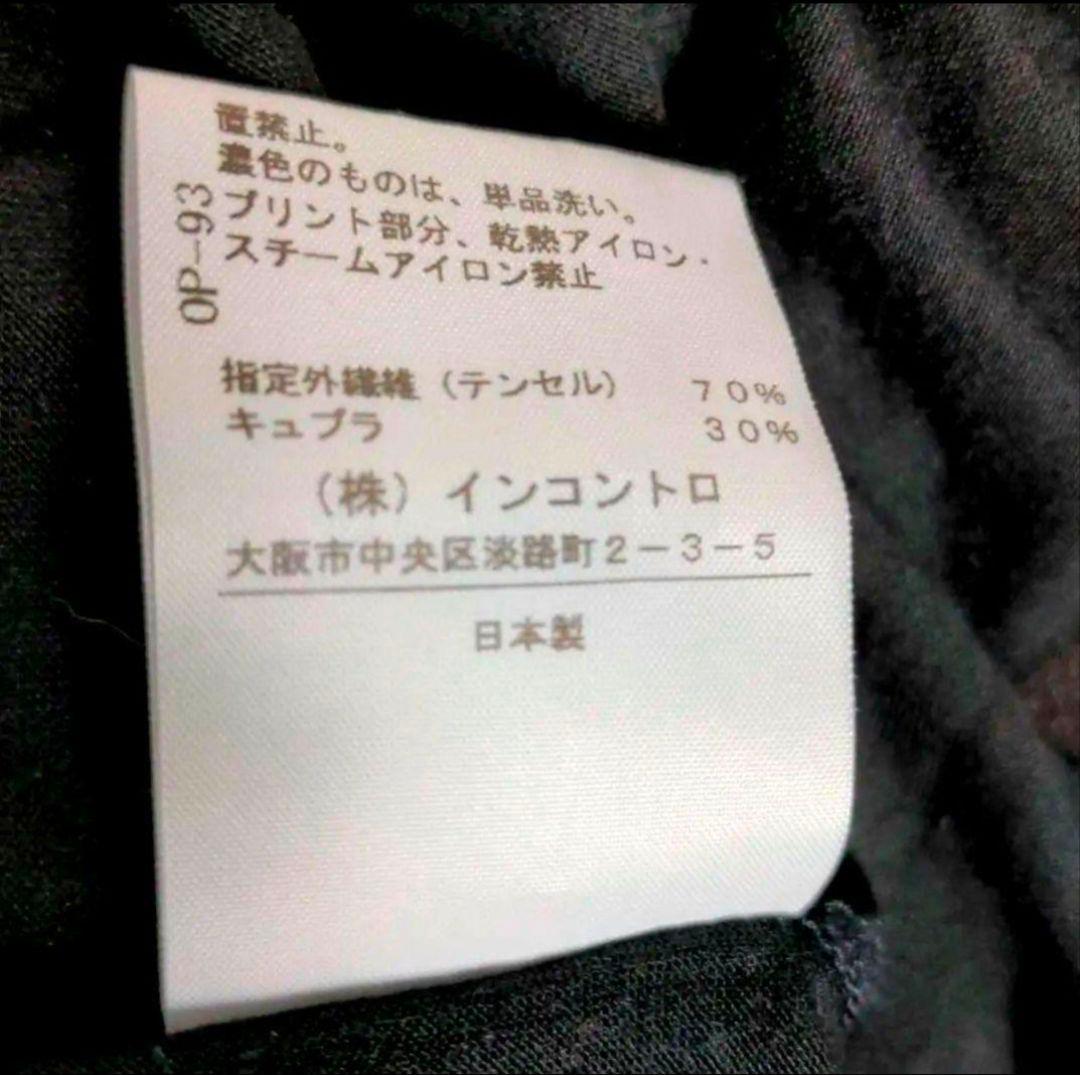 置禁止。
濃色のものは、単品洗い。
プリント部分、乾熱アイロン・
スチームアイロン禁止
OP-93
指定外繊維（テンセル） 70%
キュプラ 30%
（株）インコントロ
大阪市中央区淡路町2-3-5
日本製